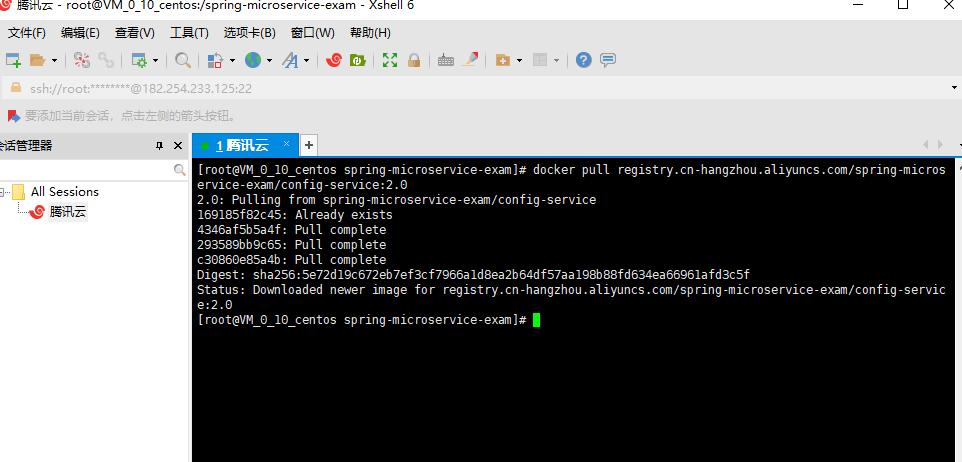 腾讯云 - root@VM_0_10_centos:/spring-microservice-exam - Xshell 6
文件(F) 编辑(E) 查看(V) 工具(T) 选项卡(B) 窗口(W) 帮助(H)
ssh://root:********@182.254.233.125:22
要添加当前会话，点击左侧的箭头按钮。
会话管理器
1 腾讯云
All Sessions
腾讯云
[root@VM_0_10_centos spring-microservice-exam]# docker pull registry.cn-hangzhou.aliyuncs.com/spring-micros
ervice-exam/config-service:2.0
2.0: Pulling from spring-microservice-exam/config-service
169185f82c45: Already exists
4346af5b5a4f: Pull complete
293589bb9c65: Pull complete
c30860e85a4b: Pull complete
Digest: sha256:5e72d19c672eb7ef3cf7966a1d8ea2b64df57aa198b88fd634ea66961afd3c5f
Status: Downloaded newer image for registry.cn-hangzhou.aliyuncs.com/spring-microservice-exam/config-servic
e:2.0
[root@VM_0_10_centos spring-microservice-exam]#